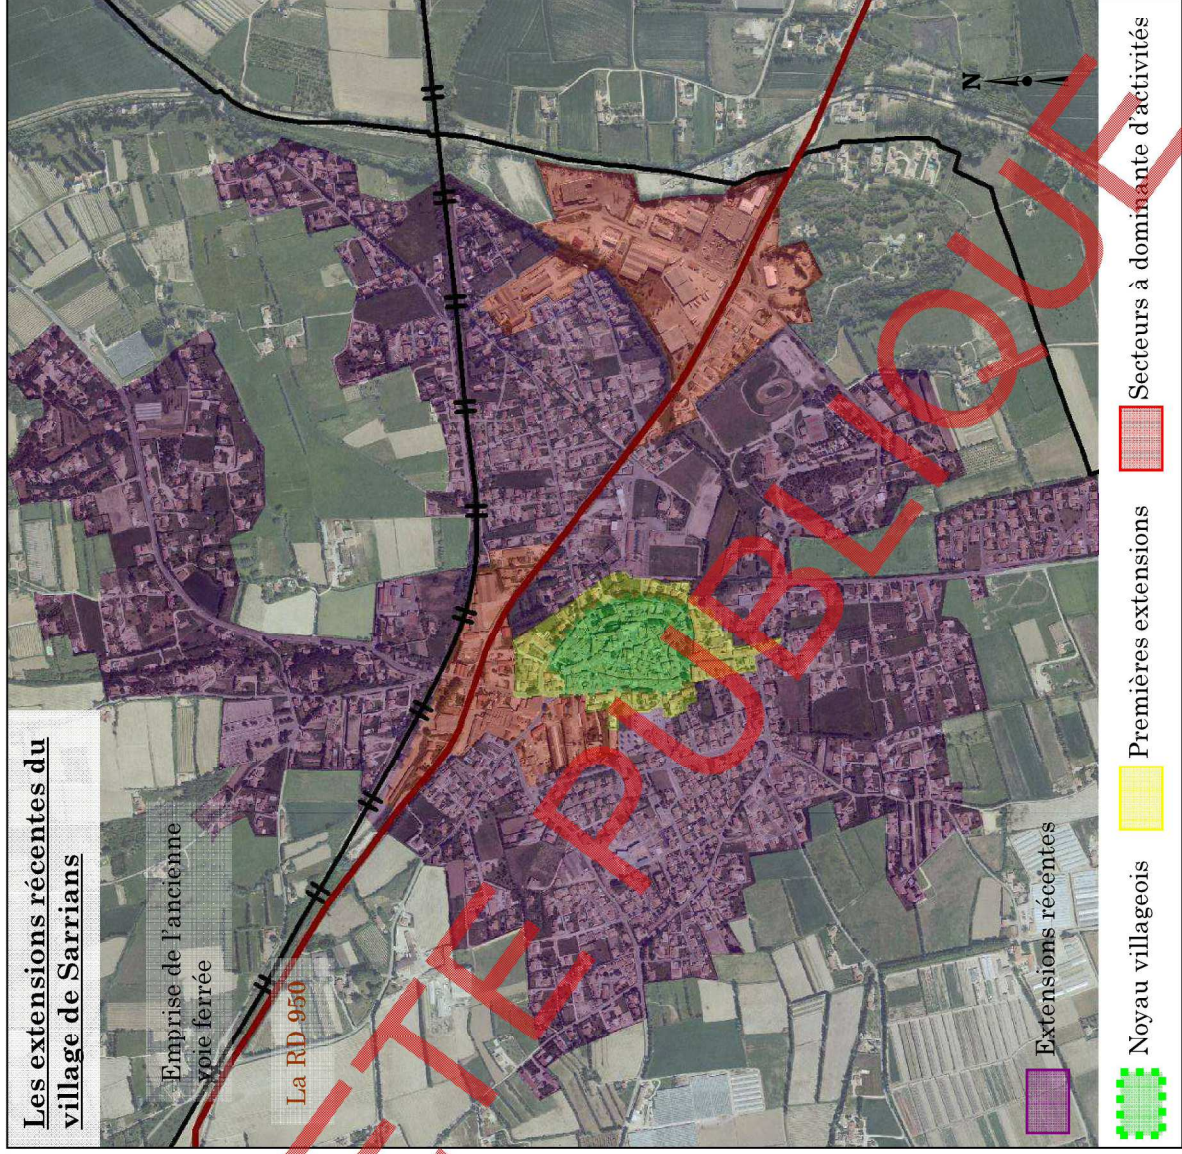 Les extensions récentes du
village de Sarrians
Emprise de l'ancienne
voie ferrée
La RD 950
N
TE PUBLIQUE
Extensions récentes
Noyau villageois
Premières extensions
Secteurs à dominante d'activités